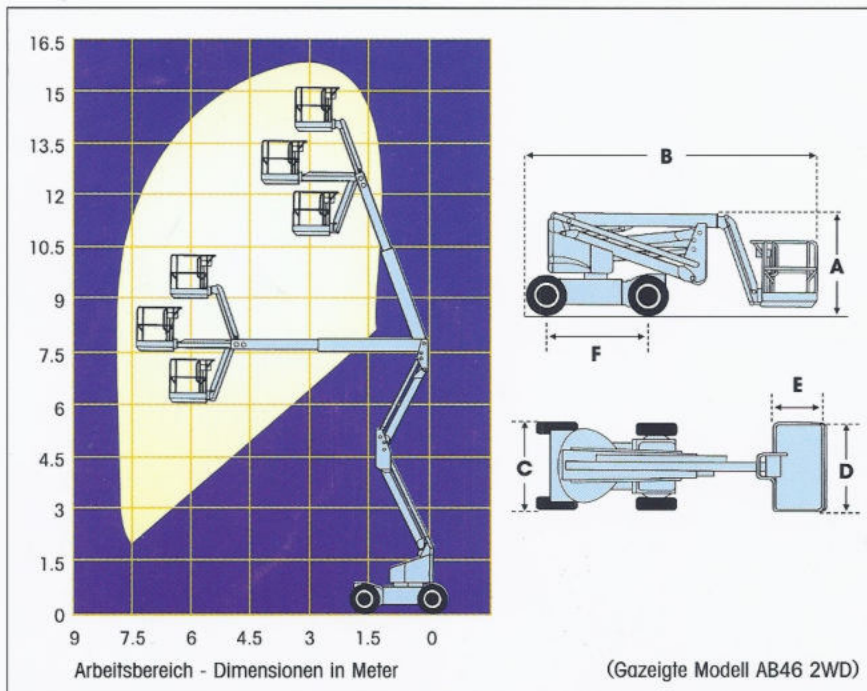 16.5
15
13.5
12
10.5
9
7.5
6
4.5
3
1.5
0
9 7.5 6 4.5 3 1.5 0
Arbeitsbereich - Dimensionen in Meter
B
A
F
E
C
D
(Gazeigte Modell AB46 2WD)